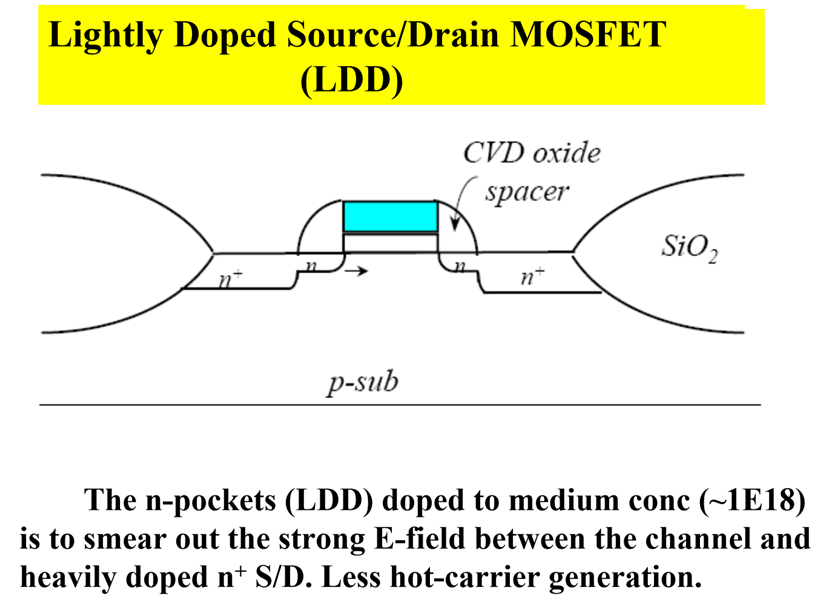 Lightly Doped Source/Drain MOSFET
(LDD)
CVD oxide
spacer
SiO₂
n⁺
n
n
n⁺
p-sub
The n-pockets (LDD) doped to medium conc (~1E18)
is to smear out the strong E-field between the channel and
heavily doped n⁺ S/D. Less hot-carrier generation.